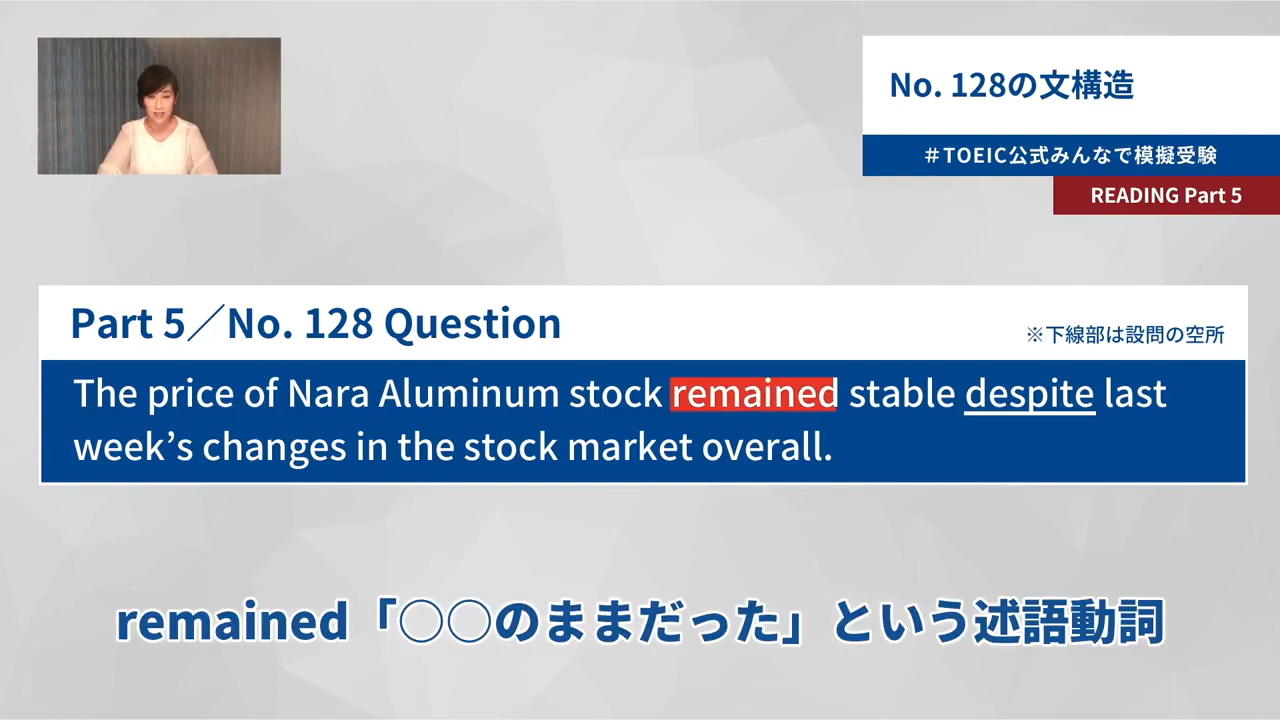 No. 128の文構造
＃TOEIC公式みんなで模擬受験
READING Part 5
Part 5／No. 128 Question
※下線部は設問の空所
The price of Nara Aluminum stock remained stable despite last
week’s changes in the stock market overall.
remained「○○のままだった」という述語動詞